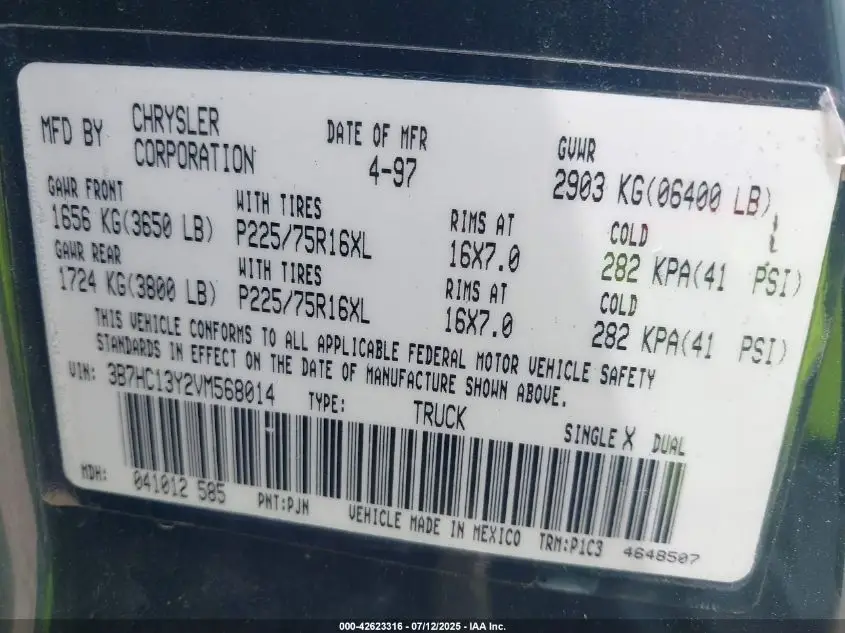 MFD BY CHRYSLER CORPORATION DATE OF MFR 4-97 GVWR 2903 KG(06400 LB)
GAWR FRONT WITH TIRES RIMS AT COLD
1656 KG(3650 LB) P225/75R16XL 16X7.0 282 KPA(41 PSI)
GAWR REAR WITH TIRES RIMS AT COLD
1724 KG(3800 LB) P225/75R16XL 16X7.0 282 KPA(41 PSI)
THIS VEHICLE CONFORMS TO ALL APPLICABLE FEDERAL MOTOR VEHICLE SAFETY
STANDARDS IN EFFECT ON THE DATE OF MANUFACTURE SHOWN ABOVE.
VIN: 3B7HC13Y2VM568014 TYPE: TRUCK SINGLE X DUAL
MDH: 041012 505 PNT:PJN VEHICLE MADE IN MEXICO TRM:P1C3 4648507
000-42623316 - 07/12/2025 - IAA Inc.